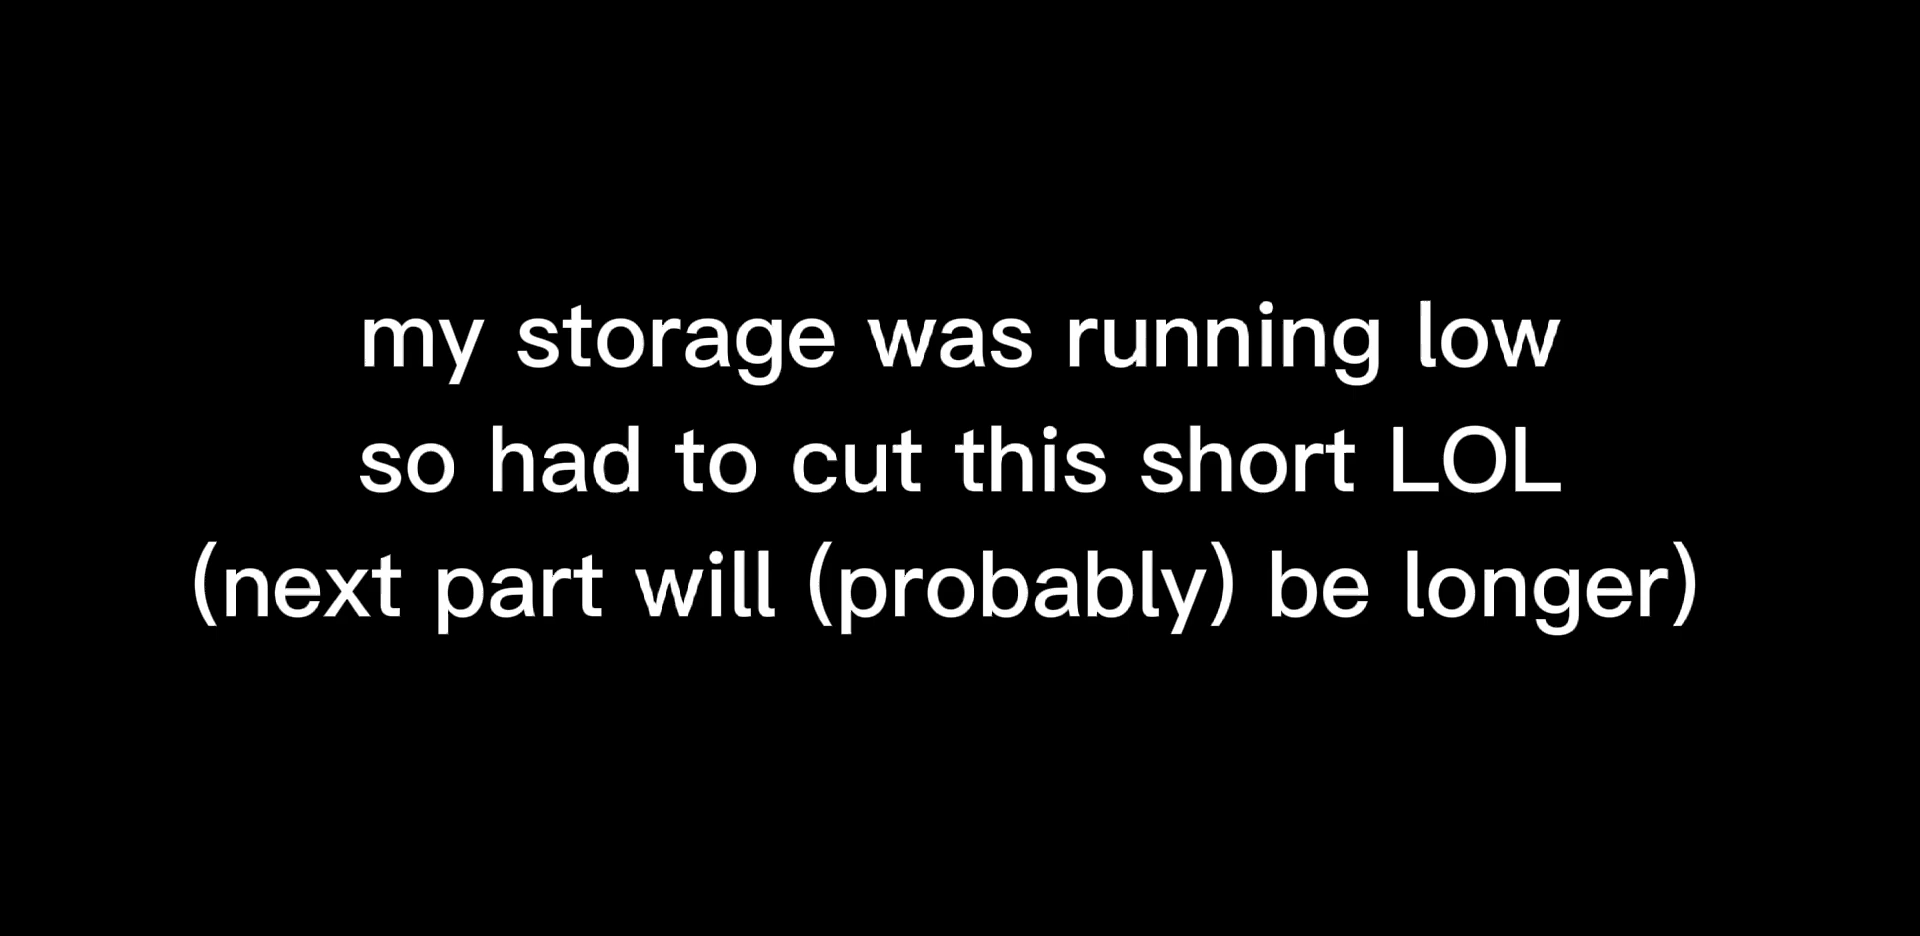 my storage was running low
so had to cut this short LOL
(next part will (probably) be longer)